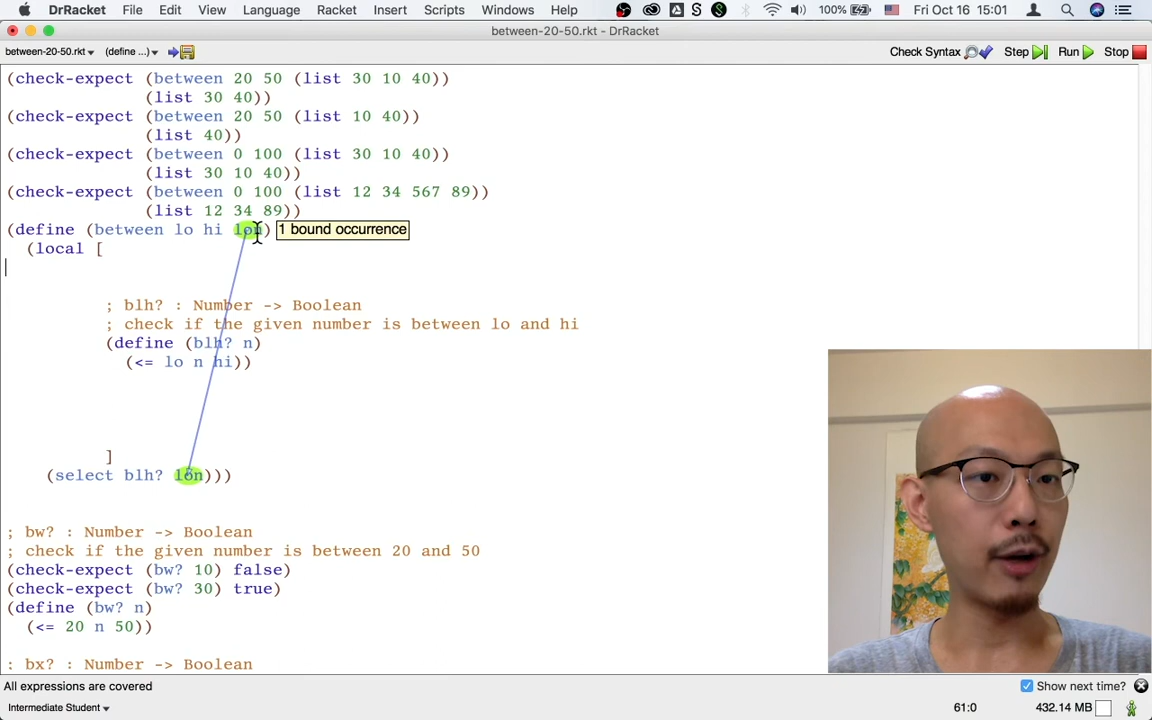 DrRacket File Edit View Language Racket Insert Scripts Windows Help 100% Fri Oct 16 15:01
between-20-50.rkt - DrRacket
between-20-50.rkt (define ...) Check Syntax Step Run Stop
(check-expect (between 20 50 (list 30 10 40))
(list 30 40))
(check-expect (between 20 50 (list 10 40))
(list 40))
(check-expect (between 0 100 (list 30 10 40))
(list 30 10 40))
(check-expect (between 0 100 (list 12 34 567 89))
(list 12 34 89))
(define (between lo hi lon) 1 bound occurrence
(local [
; blh? : Number -> Boolean
; check if the given number is between lo and hi
(define (blh? n)
(<= lo n hi))
]
(select blh? lon)))
; bw? : Number -> Boolean
; check if the given number is between 20 and 50
(check-expect (bw? 10) false)
(check-expect (bw? 30) true)
(define (bw? n)
(<= 20 n 50))
; bx? : Number -> Boolean
All expressions are covered Show next time?
Intermediate Student 61:0 432.14 MB